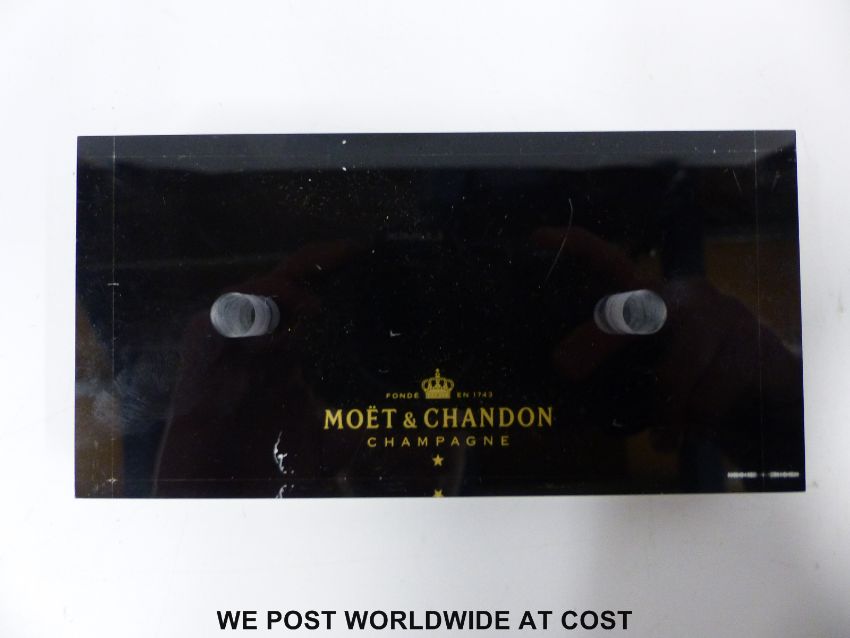 FONDÉ EN 1743
MOËT & CHANDON
CHAMPAGNE
WE POST WORLDWIDE AT COST